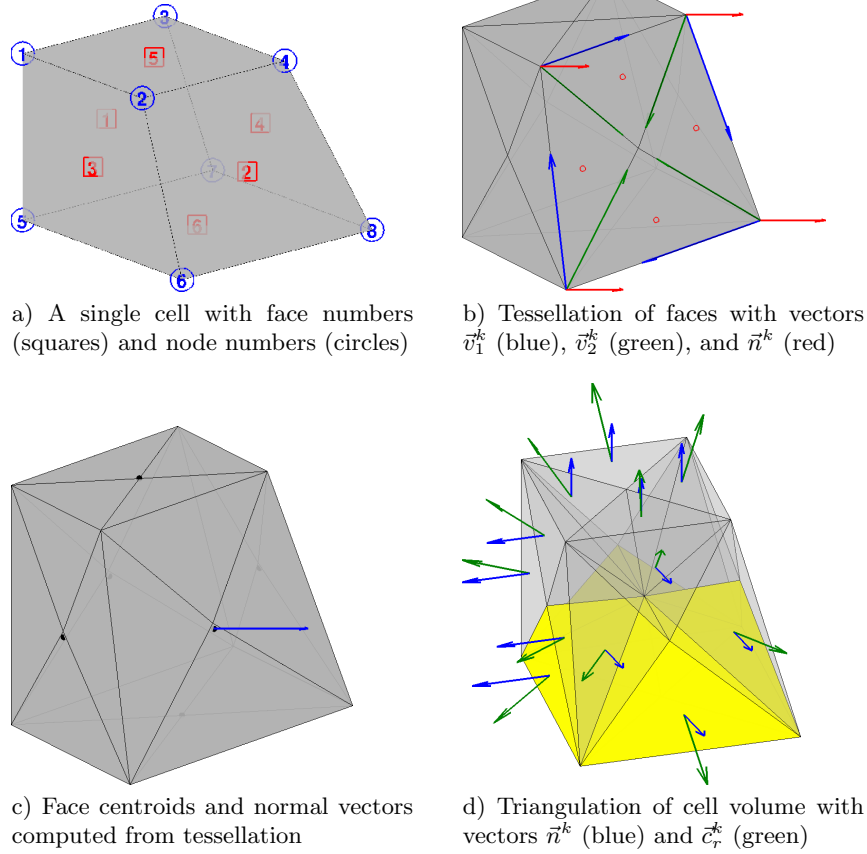 3
1
5
4
2
1
4
3
2
7
5
6
8
6
a) A single cell with face numbers
(squares) and node numbers (circles)
b) Tessellation of faces with vectors
$\vec{v}_1^k$ (blue), $\vec{v}_2^k$ (green), and $\vec{n}^k$ (red)
c) Face centroids and normal vectors
computed from tessellation
d) Triangulation of cell volume with
vectors $\vec{n}^k$ (blue) and $\vec{c}_r^k$ (green)